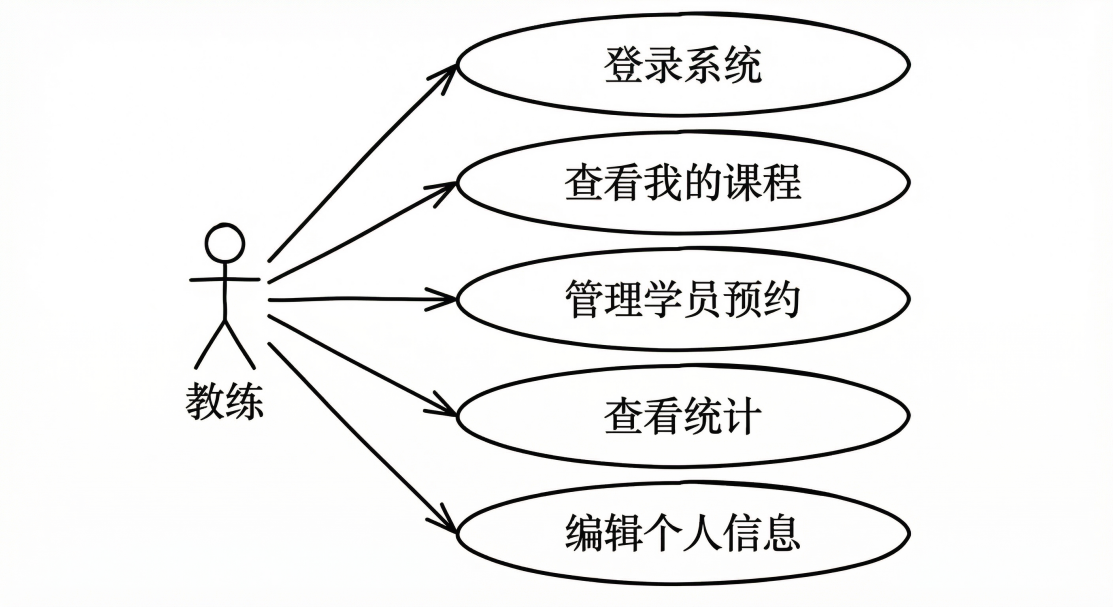 登录系统
查看我的课程
管理学员预约
教练
查看统计
编辑个人信息